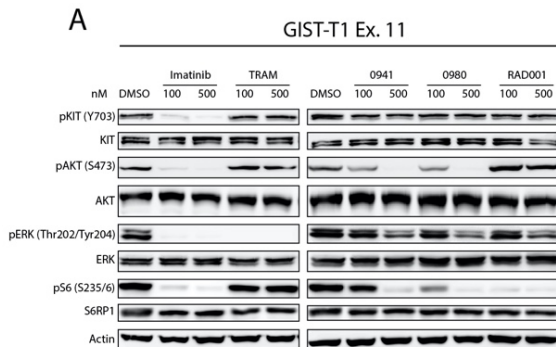 A
GIST-T1 Ex. 11
Imatinib TRAM 0941 0980 RAD001
nM DMSO 100 500 100 500 DMSO 100 500 100 500 100 500
pKIT (Y703)
KIT
pAKT (S473)
AKT
pERK (Thr202/Tyr204)
ERK
pS6 (S235/6)
S6RP1
Actin